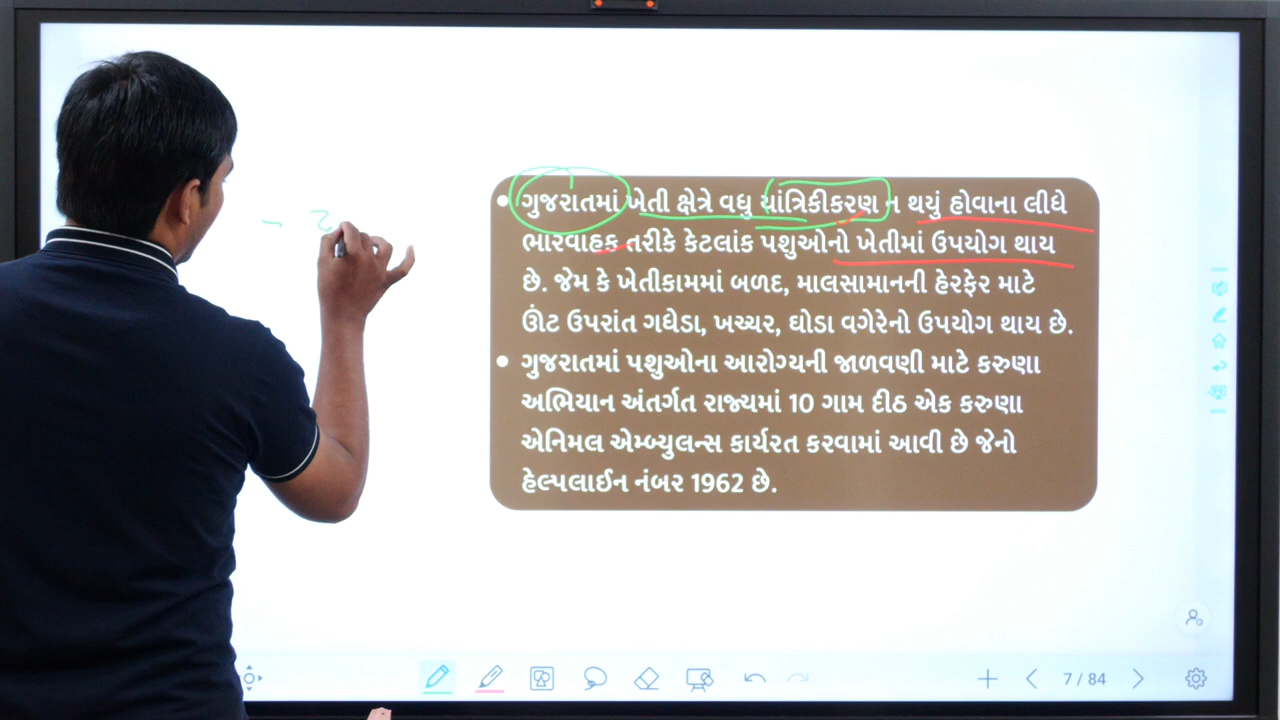 • ગુજરાતમાં ખેતી ક્ષેત્રે વધુ યાંત્રિકીકરણ ન થયું હોવાના લીધે
ભારવાહક તરીકે કેટલાંક પશુઓનો ખેતીમાં ઉપયોગ થાય
છે. જેમ કે ખેતીકામમાં બળદ, માલસામાનની હેરફેર માટે
ઊંટ ઉપરાંત ગધેડા, ખચ્ચર, ઘોડા વગેરેનો ઉપયોગ થાય છે.
• ગુજરાતમાં પશુઓના આરોગ્યની જાળવણી માટે કરુણા
અભિયાન અંતર્ગત રાજ્યમાં 10 ગામ દીઠ એક કરુણા
એનિમલ એમ્બ્યુલન્સ કાર્યરત કરવામાં આવી છે જેનો
હેલ્પલાઈન નંબર 1962 છે.
7 / 84